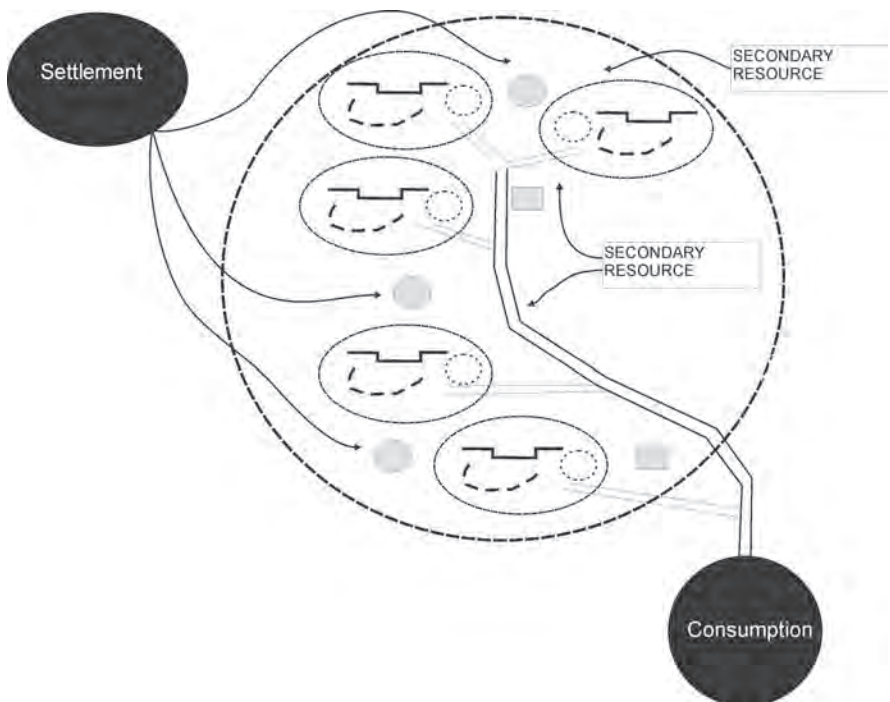 Settlement
SECONDARY
RESOURCE
SECONDARY
RESOURCE
Consumption